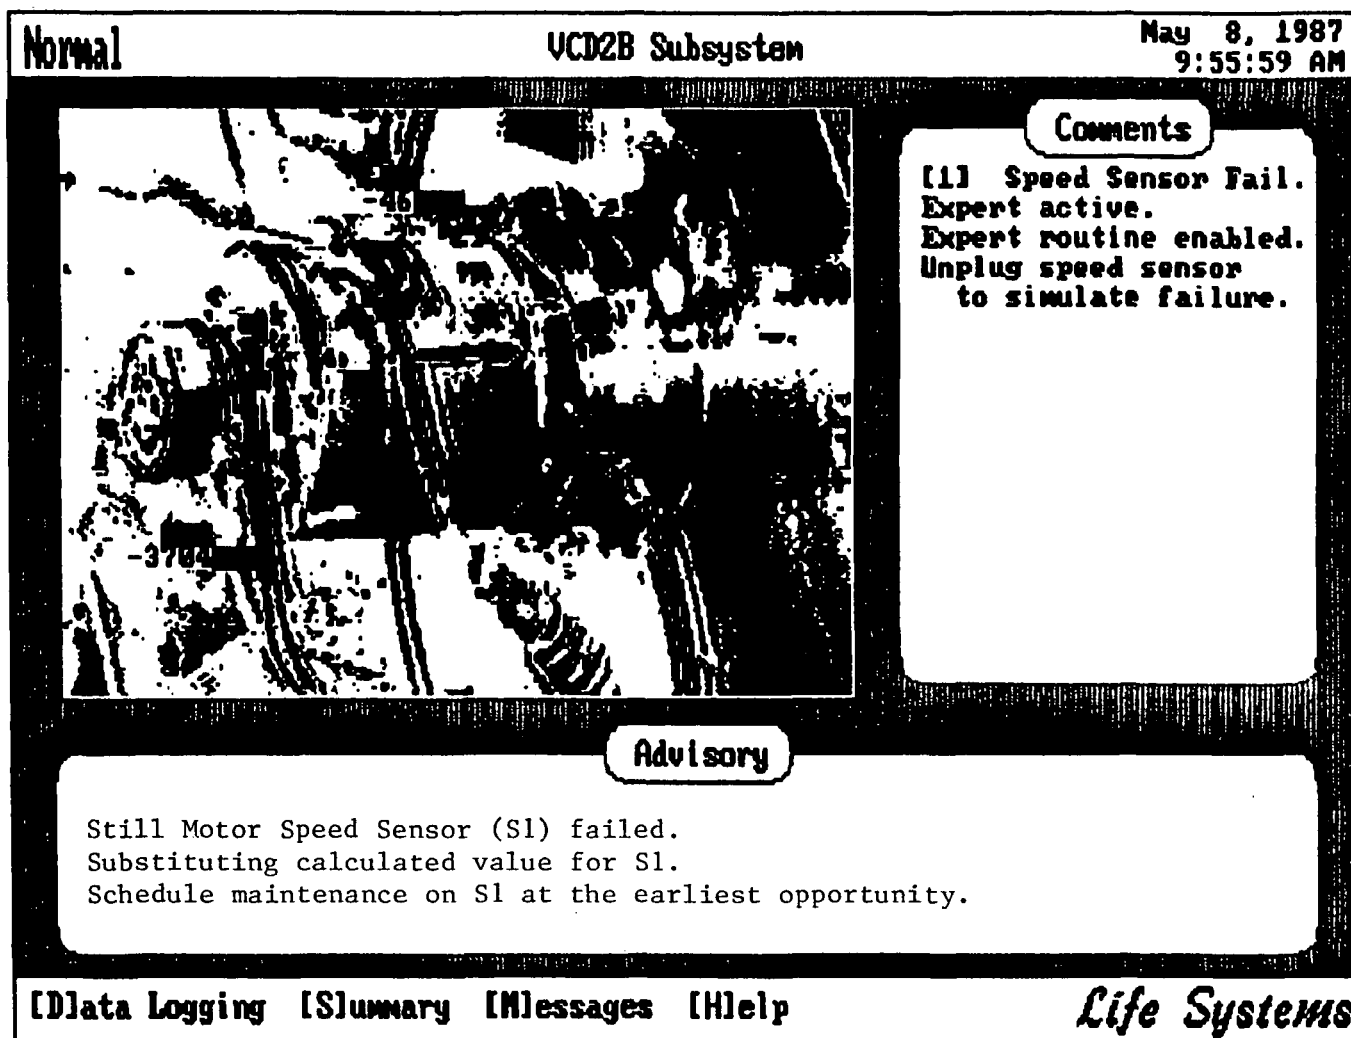 Normal
VCD2B Subsystem
May 8, 1987
9:55:59 AM
Comments
[1] Speed Sensor Fail.
Expert active.
Expert routine enabled.
Unplug speed sensor
to simulate failure.
-46
-3704
Advisory
Still Motor Speed Sensor (S1) failed.
Substituting calculated value for S1.
Schedule maintenance on S1 at the earliest opportunity.
[D]ata Logging [S]ummary [M]essages [H]elp
Life Systems